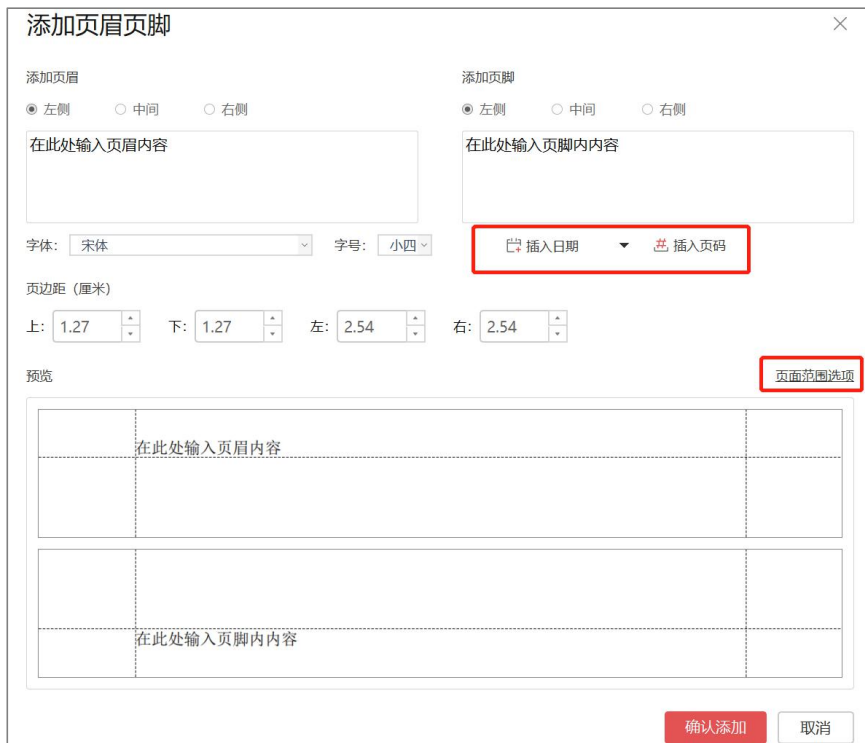 添加页眉页脚
添加页眉 添加页脚
左侧 中间 右侧 左侧 中间 右侧
在此处输入页眉内容 在此处输入页脚内内容
字体: 宋体 字号: 小四 插入日期 # 插入页码
页边距（厘米）
上: 1.27 下: 1.27 左: 2.54 右: 2.54
预览 页面范围选项
在此处输入页眉内容
在此处输入页脚内内容
确认添加 取消